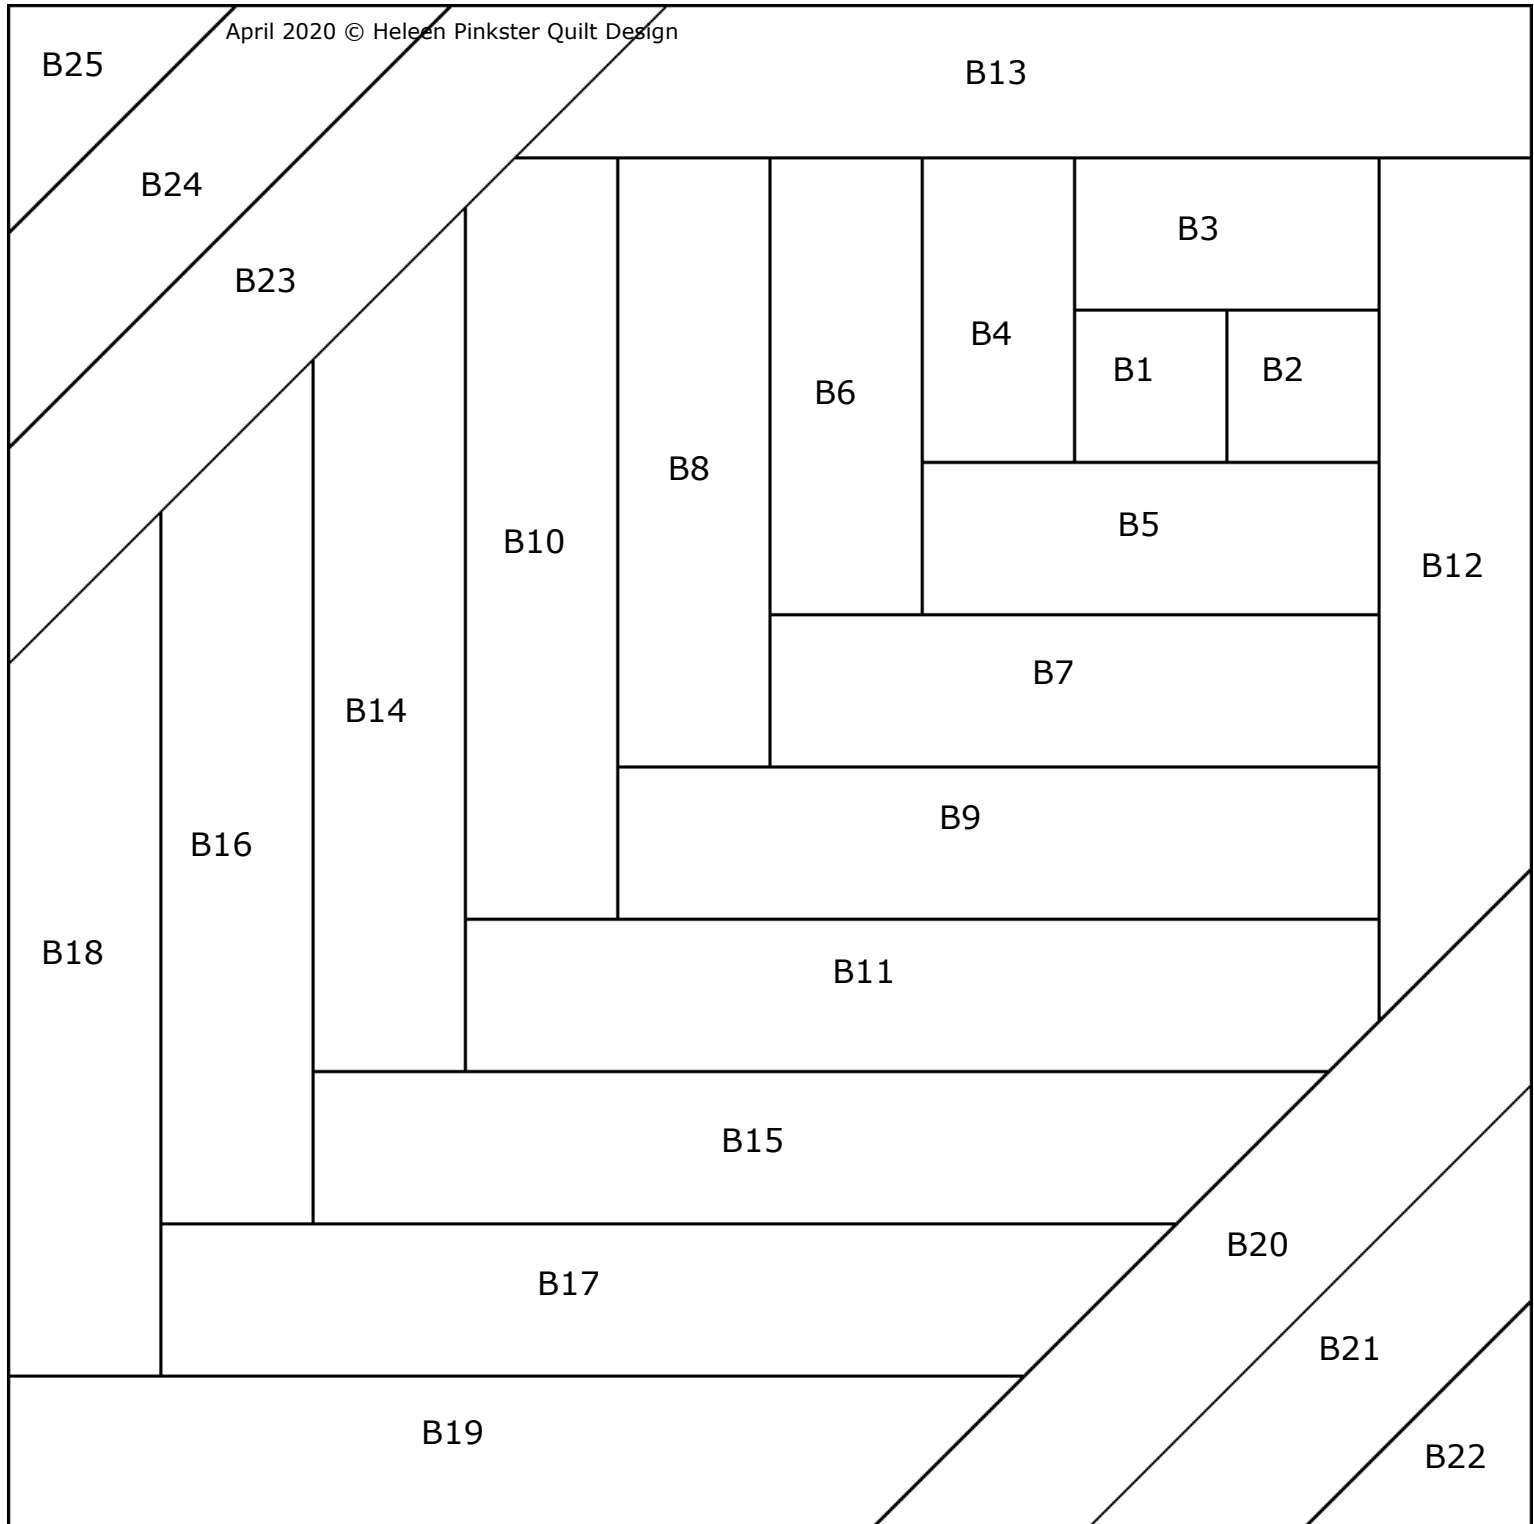 April 2020 © Heleen Pinkster Quilt Design
B25
B13
B24
B3
B23
B4
B1
B2
B6
B8
B5
B10
B12
B7
B14
B9
B16
B18
B11
B15
B20
B17
B21
B19
B22